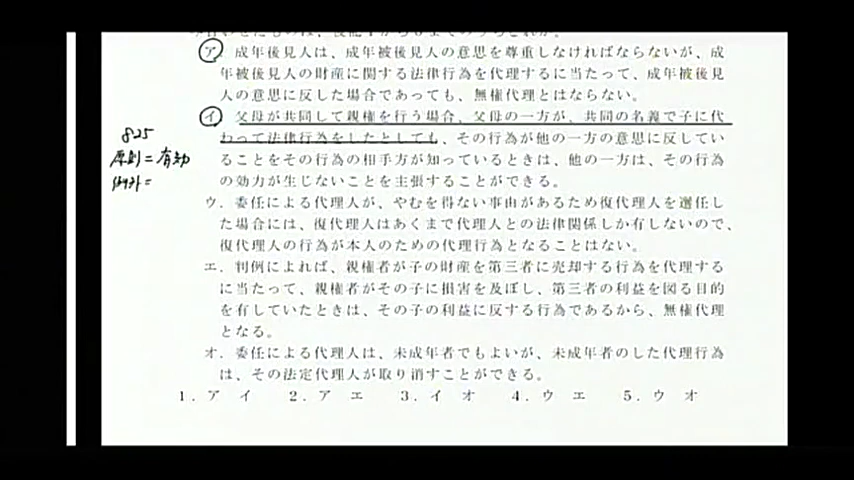 ア．成年後見人は、成年被後見人の意思を尊重しなければならないが、成
年被後見人の財産に関する法律行為を代理するに当たって、成年被後見
人の意思に反した場合であっても、無権代理とはならない。
イ．父母が共同して親権を行う場合、父母の一方が、共同の名義で子に代
わって法律行為をしたとしても、その行為が他の一方の意思に反してい
ることをその行為の相手方が知っているときは、他の一方は、その行為
の効力が生じないことを主張することができる。
825
原則＝有効
例外＝
ウ．委任による代理人が、やむを得ない事由があるため復代理人を選任し
た場合には、復代理人はあくまで代理人との法律関係しか有しないので、
復代理人の行為が本人のための代理行為となることはない。
エ．判例によれば、親権者が子の財産を第三者に売却する行為を代理する
に当たって、親権者がその子に損害を及ぼし、第三者の利益を図る目的
を有していたときは、その子の利益に反する行為であるから、無権代理
となる。
オ．委任による代理人は、未成年者でもよいが、未成年者のした代理行為
は、その法定代理人が取り消すことができる。
1．ア イ 2．ア エ 3．イ オ 4．ウ エ 5．ウ オ